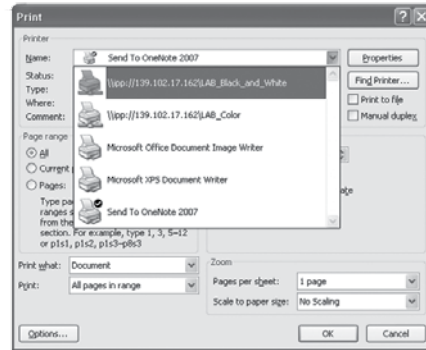 Print
Printer
Name: Send To OneNote 2007
Properties
Status:
\\ipp://139.102.17.162\LAB_Black_and_White
Find Printer...
Type:
Where:
\\ipp://139.102.17.162\LAB_Color
Print to file
Comment:
Manual duplex
Microsoft Office Document Image Writer
Microsoft XPS Document Writer
Send To OneNote 2007
Page range
All
Current
Pages:
Type
ranges s
from the
section. For example, type 1, 3, 5–12
or p1s1, p1s2, p1s3–p8s3
Print what: Document
Print: All pages in range
Zoom
Pages per sheet: 1 page
Scale to paper size: No Scaling
Options...
OK
Cancel